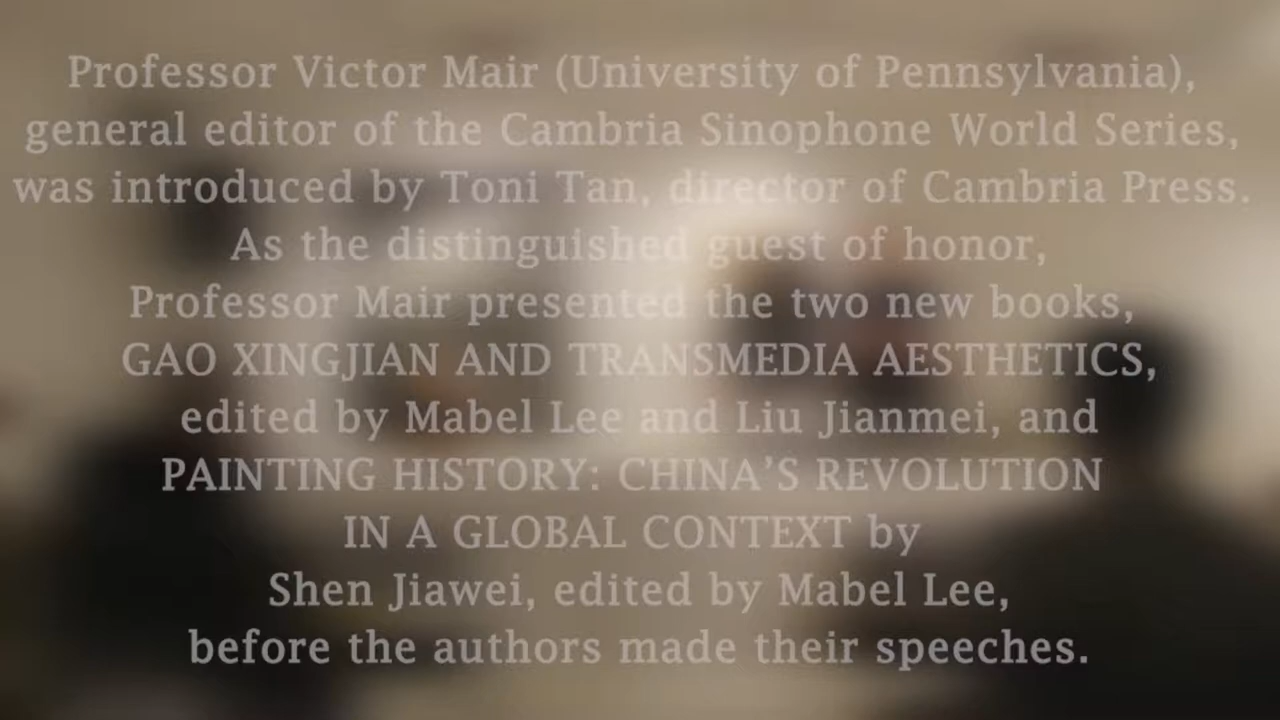 Professor Victor Mair (University of Pennsylvania),
general editor of the Cambria Sinophone World Series,
was introduced by Toni Tan, director of Cambria Press.
As the distinguished guest of honor,
Professor Mair presented the two new books,
GAO XINGJIAN AND TRANSMEDIA AESTHETICS,
edited by Mabel Lee and Liu Jianmei, and
PAINTING HISTORY: CHINA’S REVOLUTION
IN A GLOBAL CONTEXT by
Shen Jiawei, edited by Mabel Lee,
before the authors made their speeches.